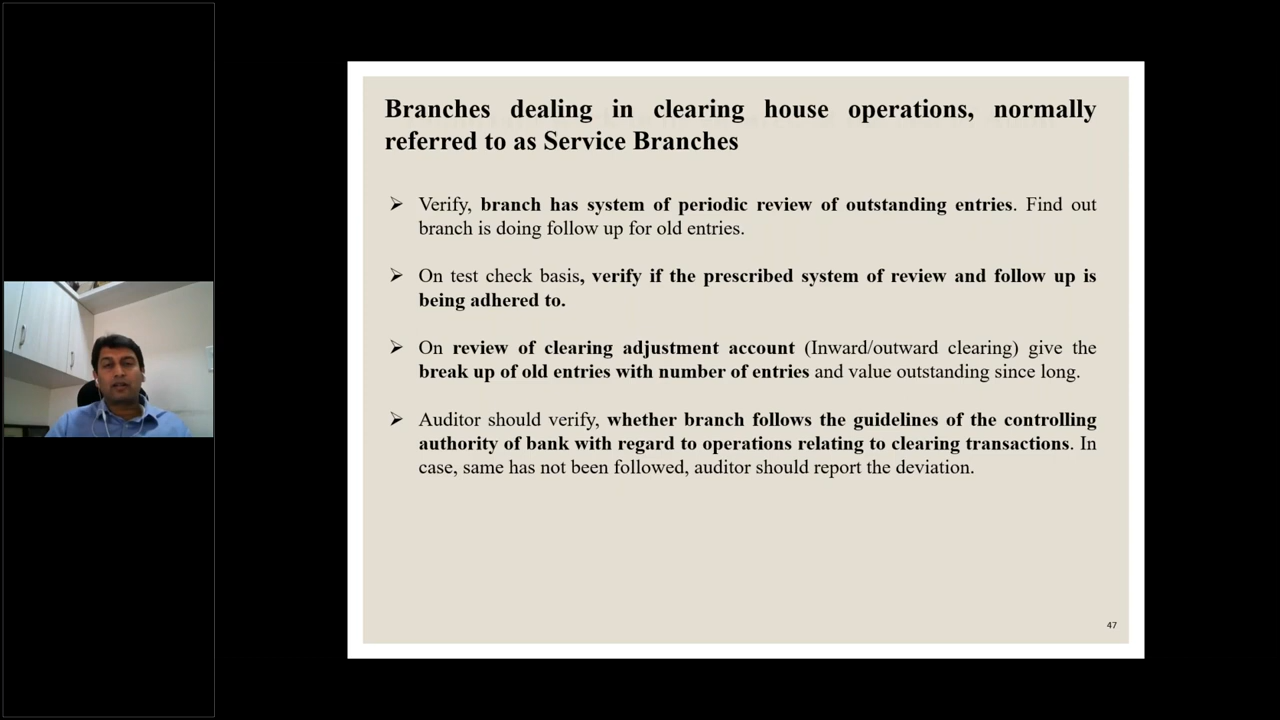 Branches dealing in clearing house operations, normally
referred to as Service Branches
➢ Verify, branch has system of periodic review of outstanding entries. Find out
branch is doing follow up for old entries.
➢ On test check basis, verify if the prescribed system of review and follow up is
being adhered to.
➢ On review of clearing adjustment account (Inward/outward clearing) give the
break up of old entries with number of entries and value outstanding since long.
➢ Auditor should verify, whether branch follows the guidelines of the controlling
authority of bank with regard to operations relating to clearing transactions. In
case, same has not been followed, auditor should report the deviation.
47